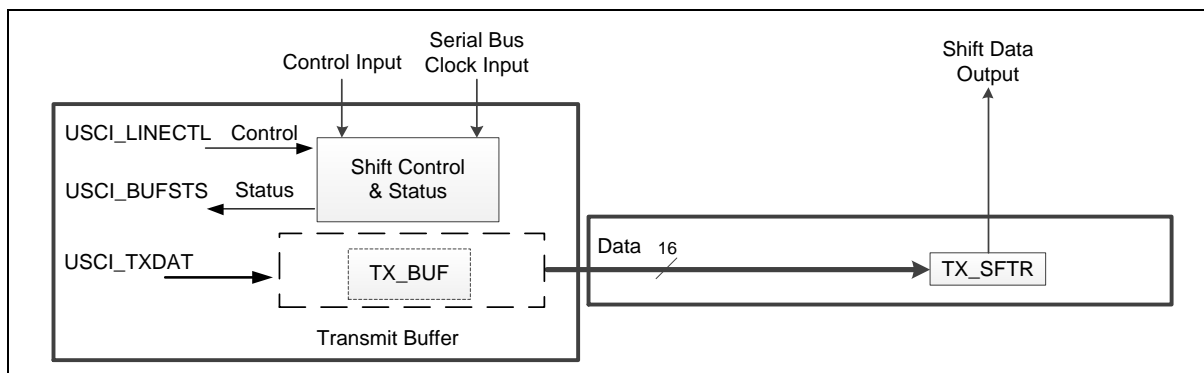 Control Input
Serial Bus
Clock Input
Shift Data
Output
USCI_LINECTL Control
Shift Control
& Status
USCI_BUFSTS Status
USCI_TXDAT
TX_BUF
Transmit Buffer
Data 16
TX_SFTR